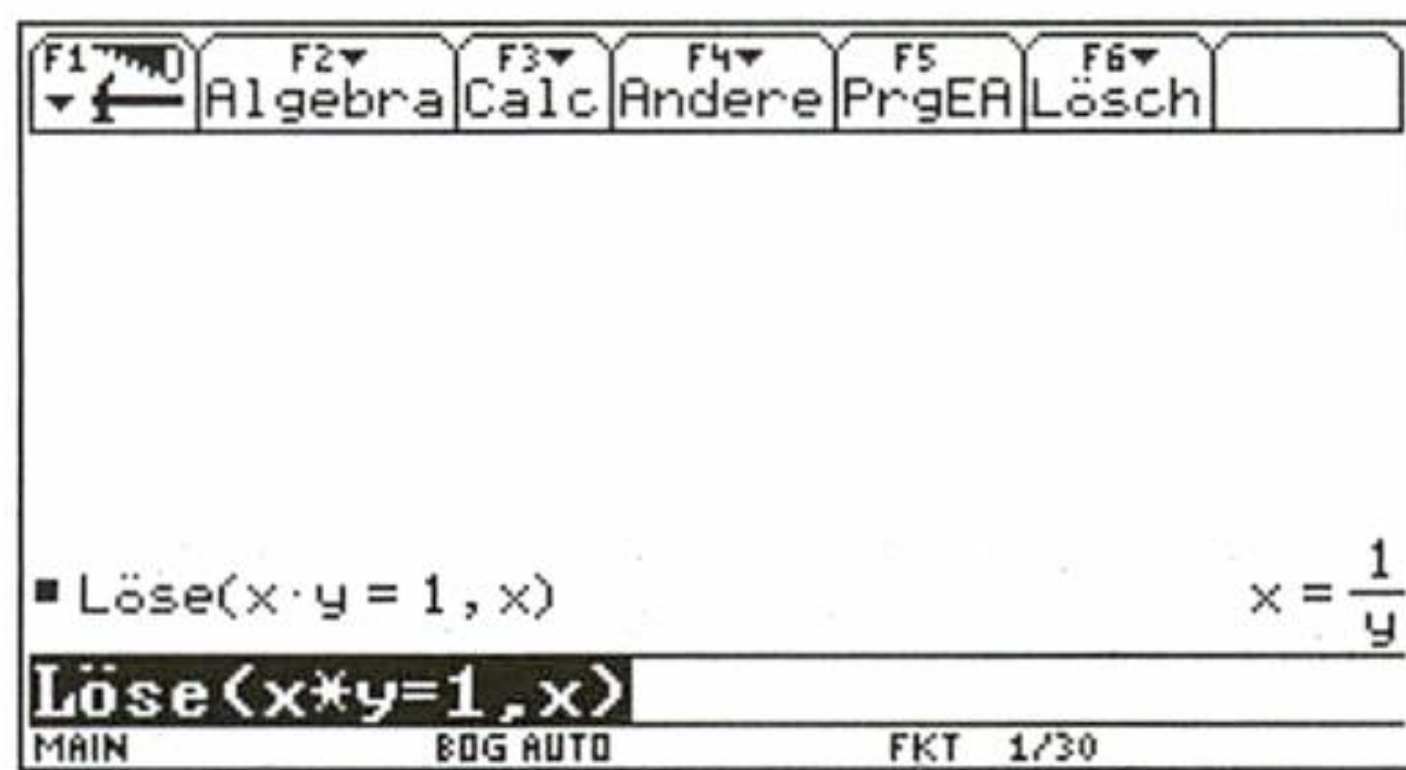 F1▼ F2▼ F3▼ F4▼ F5 F6▼
Algebra Calc Andere PrgEA Lösch
▪ Löse(x·y = 1, x) x = 1/y
Löse(x*y=1,x)
MAIN BOG AUTO FKT 1/30